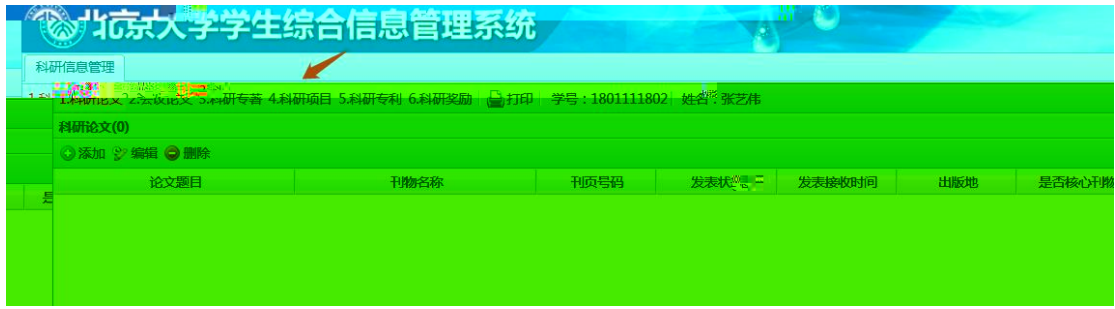 北京大学学生综合信息管理系统
科研信息管理
1.科研论文 2.会议论文 3.科研专著 4.科研项目 5.科研专利 6.科研奖励 打印 学号：1801111802 姓名：张艺伟
科研论文(0)
添加 编辑 删除
论文题目 刊物名称 刊页号码 发表状 发表接收时间 出版地 是否核心刊物
是